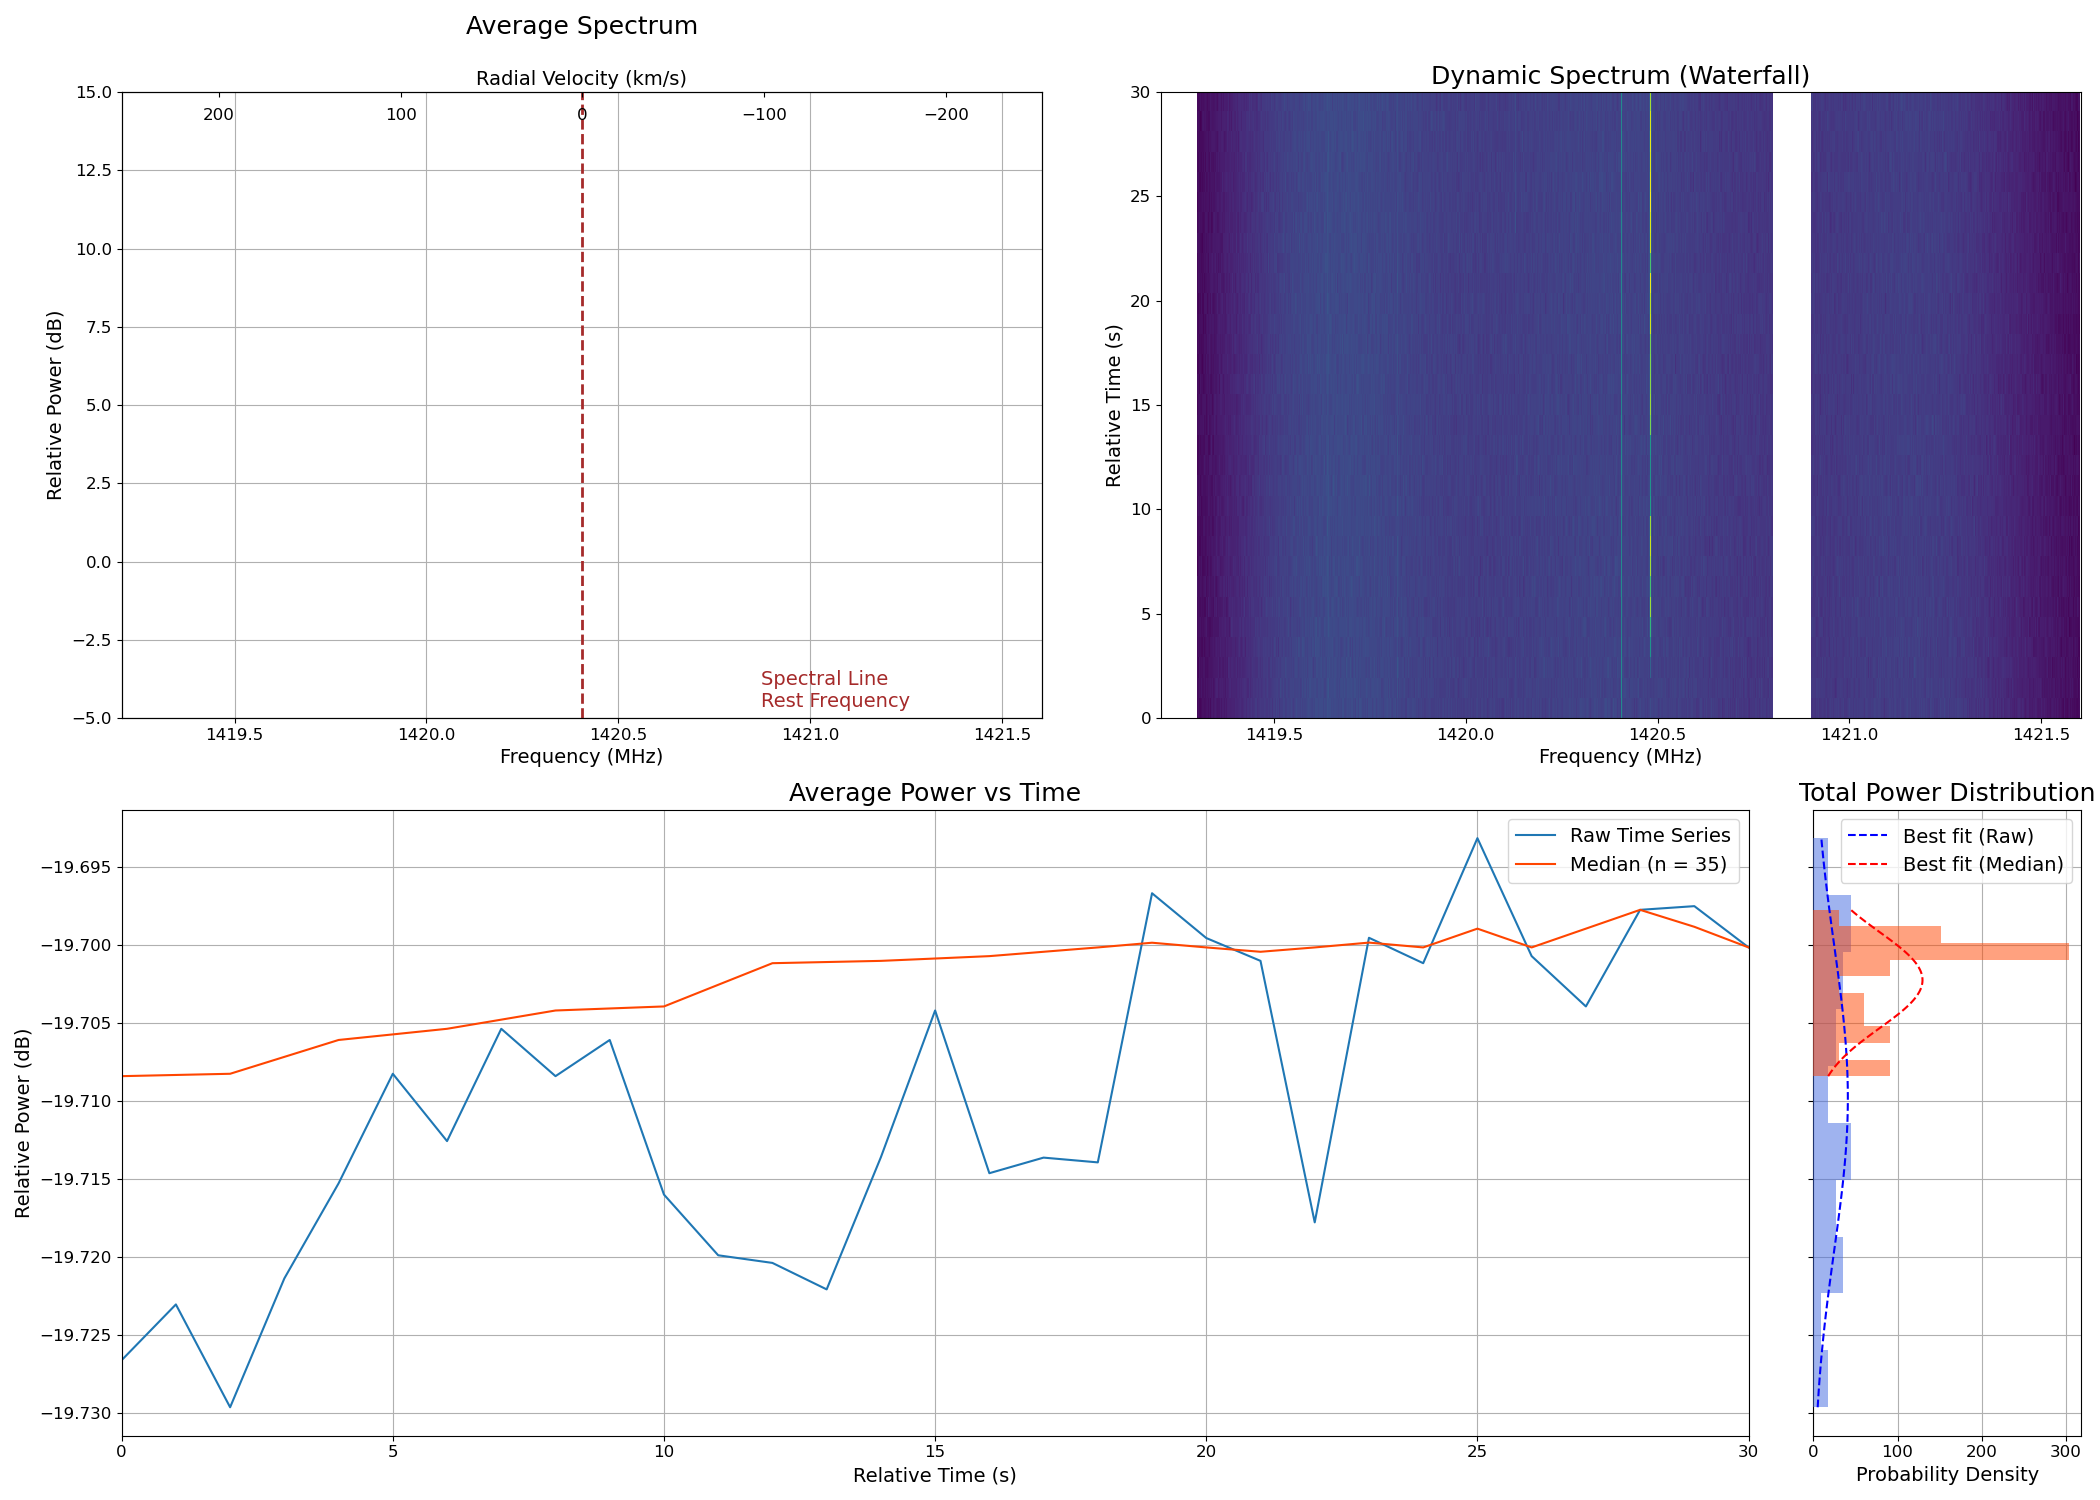 Average Spectrum
Radial Velocity (km/s)
200 100 0 −100 −200
15.0
12.5
10.0
7.5
5.0
2.5
0.0
−2.5
−5.0
Relative Power (dB)
Spectral Line
Rest Frequency
1419.5 1420.0 1420.5 1421.0 1421.5
Frequency (MHz)
Dynamic Spectrum (Waterfall)
30
25
20
15
10
5
0
Relative Time (s)
1419.5 1420.0 1420.5 1421.0 1421.5
Frequency (MHz)
Average Power vs Time
Raw Time Series
Median (n = 35)
−19.695
−19.700
−19.705
−19.710
−19.715
−19.720
−19.725
−19.730
Relative Power (dB)
0 5 10 15 20 25 30
Relative Time (s)
Total Power Distribution
Best fit (Raw)
Best fit (Median)
0 100 200 300
Probability Density